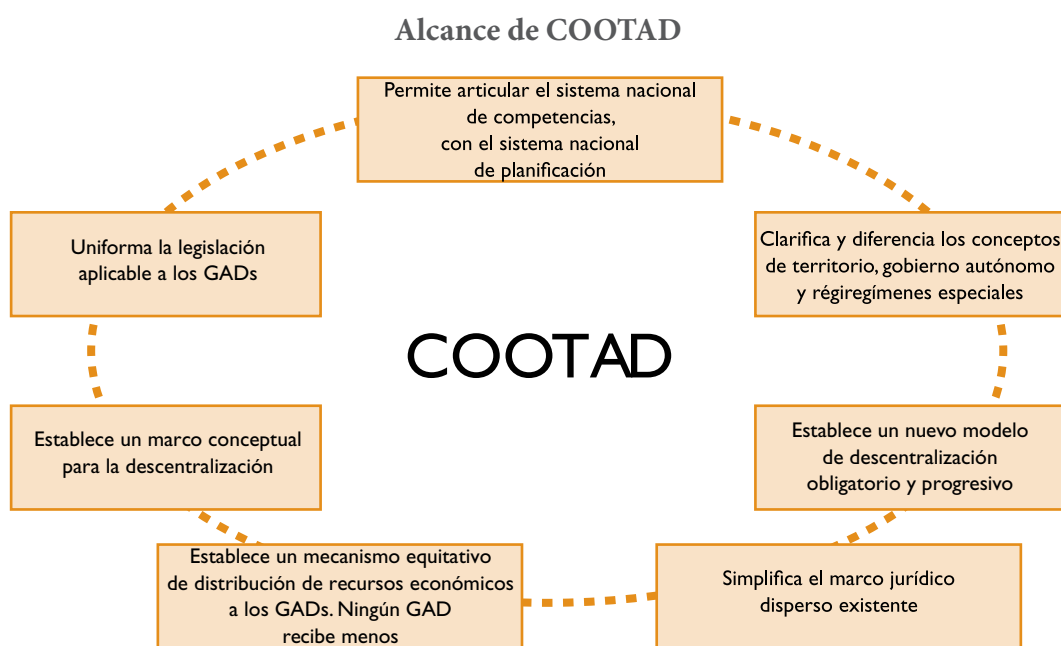 Alcance de COOTAD
Permite articular el sistema nacional
de competencias,
con el sistema nacional
de planificación
Uniforma la legislación
aplicable a los GADs
Clarifica y diferencia los conceptos
de territorio, gobierno autónomo
y régiregímenes especiales
COOTAD
Establece un marco conceptual
para la descentralización
Establece un nuevo modelo
de descentralización
obligatorio y progresivo
Establece un mecanismo equitativo
de distribución de recursos económicos
a los GADs. Ningún GAD
recibe menos
Simplifica el marco jurídico
disperso existente